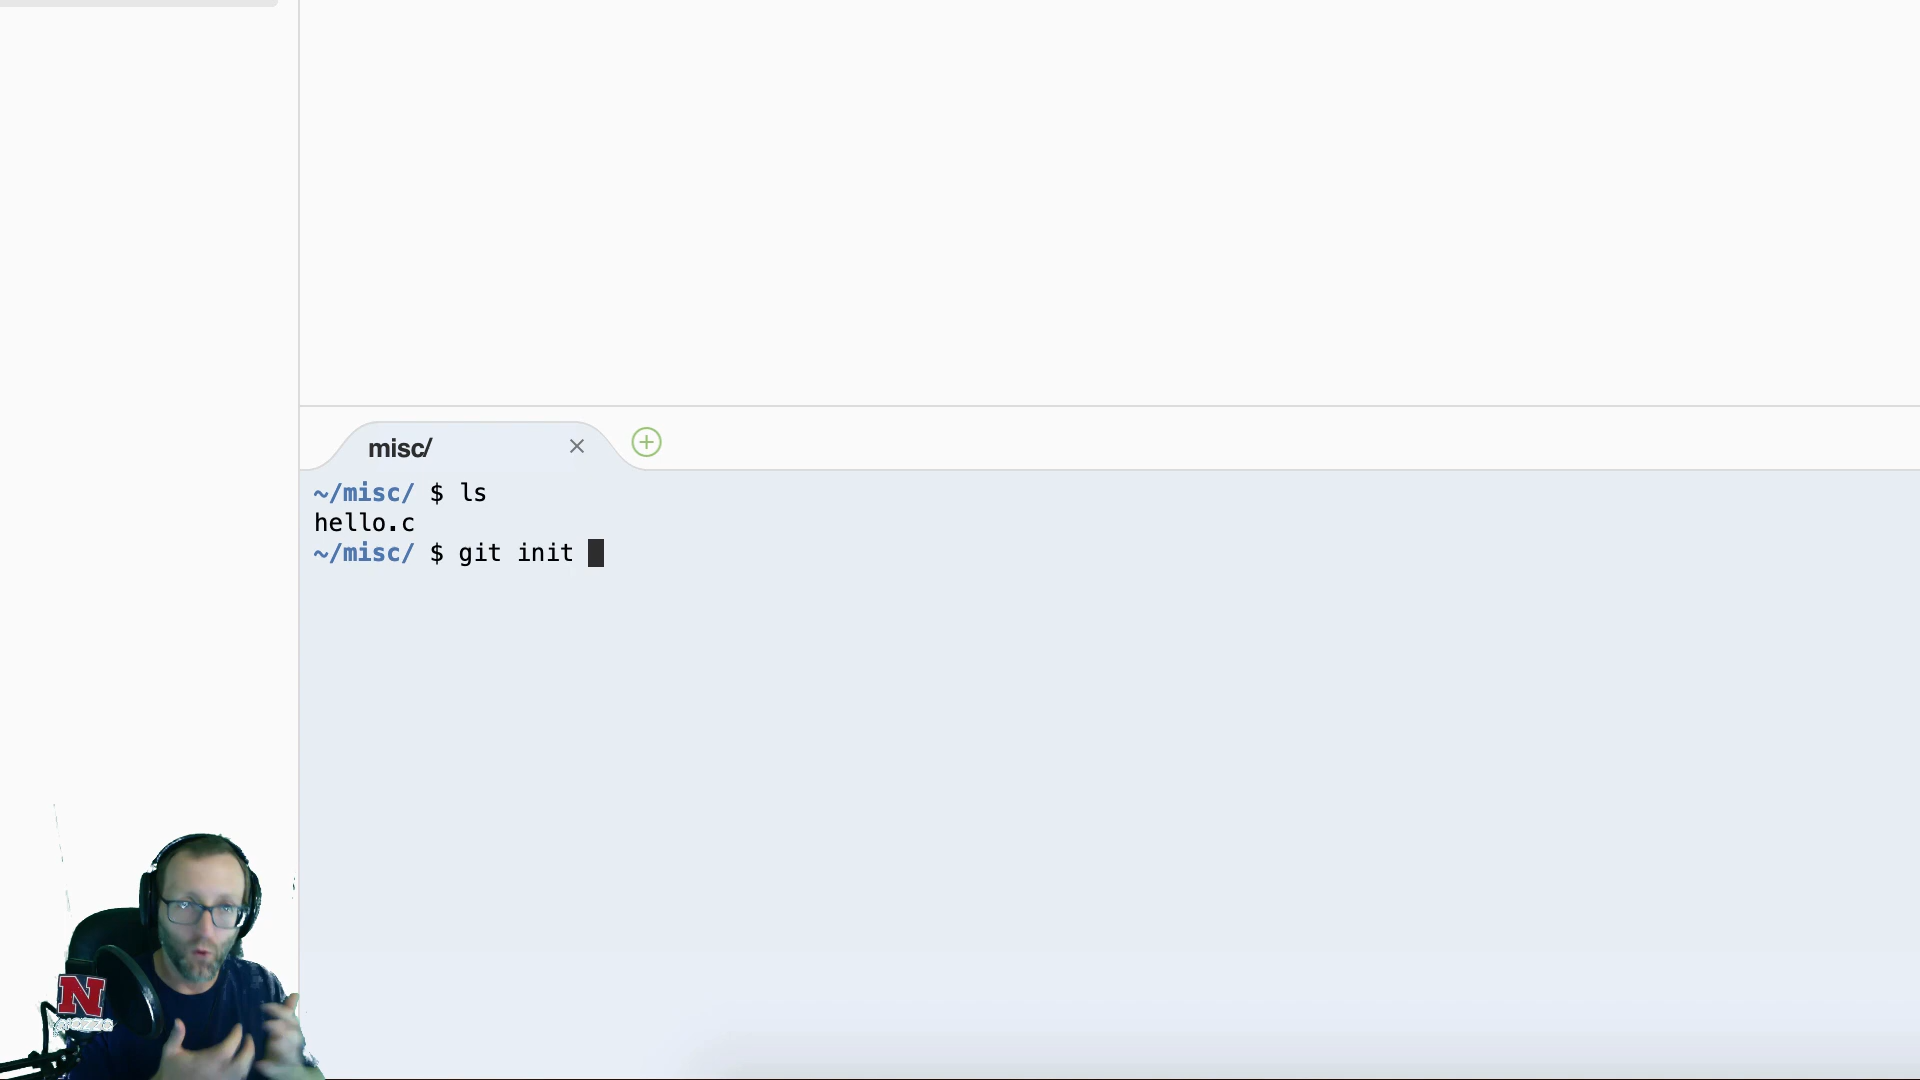 misc/
~/misc/ $ ls
hello.c
~/misc/ $ git init
N